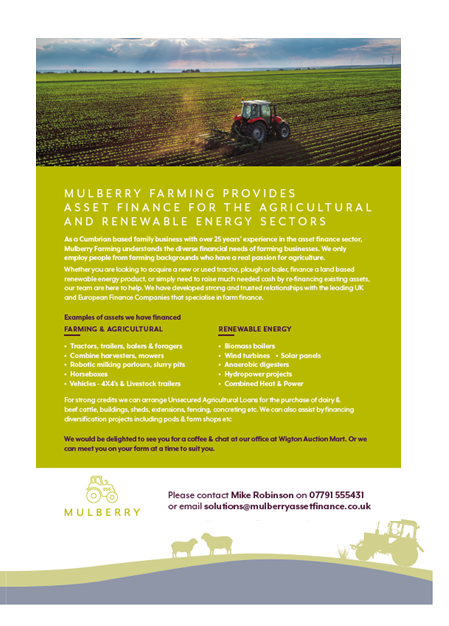 MULBERRY FARMING PROVIDES
ASSET FINANCE FOR THE AGRICULTURAL
AND RENEWABLE ENERGY SECTORS
As a Cumbrian based family business with over 25 years' experience in the asset finance sector,
Mulberry Farming understands the diverse financial needs of farming businesses. We only
employ people from farming backgrounds who have a real passion for agriculture.
Whether you are looking to acquire a new or used tractor, plough or baler, finance a land based
renewable energy product, or simply need to raise much needed cash by re-financing existing assets,
our team are here to help. We have developed strong and trusted relationships with the leading UK
and European Finance Companies that specialise in farm finance.
Examples of assets we have financed
FARMING & AGRICULTURAL
• Tractors, trailers, balers & foragers
• Combine harvesters, mowers
• Robotic milking parlours, slurry pits
• Horseboxes
• Vehicles - 4X4's & Livestock trailers
RENEWABLE ENERGY
• Biomass boilers
• Wind turbines • Solar panels
• Anaerobic digesters
• Hydropower projects
• Combined Heat & Power
For strong credits we can arrange Unsecured Agricultural Loans for the purchase of dairy &
beef cattle, buildings, sheds, extensions, fencing, concreting etc. We can also assist by financing
diversification projects including pods & farm shops etc
We would be delighted to see you for a coffee & chat at our office at Wigton Auction Mart. Or we
can meet you on your farm at a time to suit you.
MULBERRY
Please contact Mike Robinson on 07791 555431
or email solutions@mulberryassetfinance.co.uk